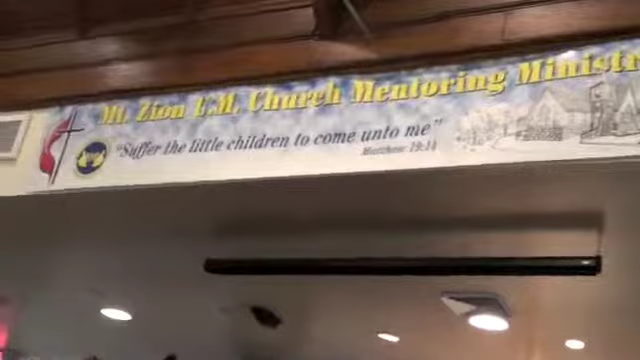 Mt. Zion U.M. Church Mentoring Ministr
"Suffer the little children to come unto me"
Matthew 19:14